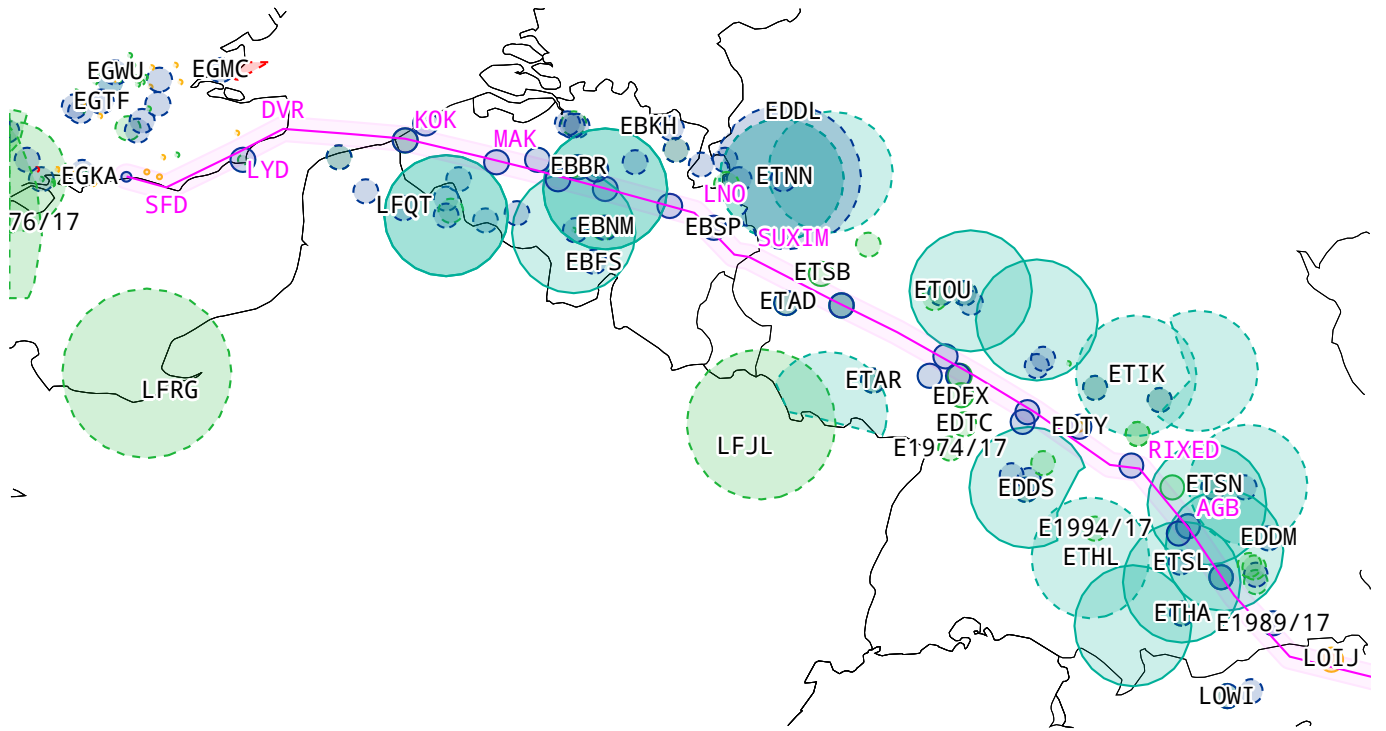 EGWU
EGMC
EGTF
DVR
KOK
EDDL
EBKH
MAK
EBBR
LYD
EGKA
ETNN
LNO
SFD
LFQT
76/17
EBNM
EBSP
SUXIM
EBFS
ETSB
ETAD
ETOU
LFRG
ETAR
ETIK
EDFX
EDTC
EDTY
LFJL
E1974/17
RIXED
EDDS
ETSN
AGB
E1994/17
EDDM
ETHL
ETSL
ETHA
E1989/17
LOIJ
LOWI